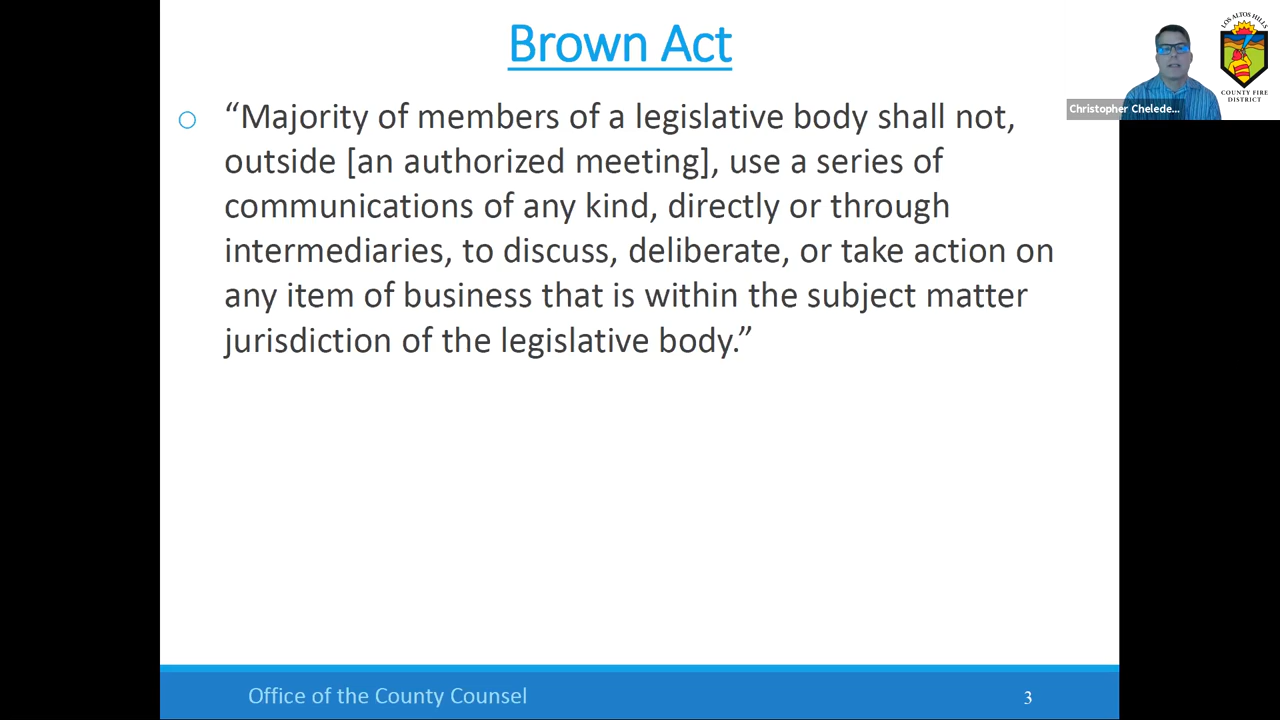 Brown Act
“Majority of members of a legislative body shall not,
outside [an authorized meeting], use a series of
communications of any kind, directly or through
intermediaries, to discuss, deliberate, or take action on
any item of business that is within the subject matter
jurisdiction of the legislative body.”
LOS ALTOS HILLS
COUNTY FIRE
DISTRICT
Christopher Chelede...
Office of the County Counsel
3